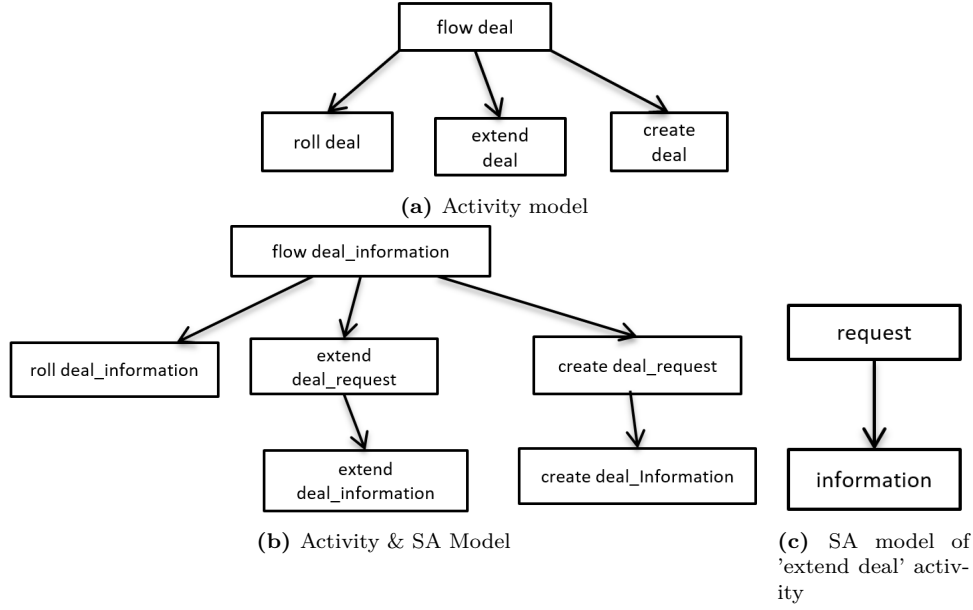 flow deal
roll deal
extend
deal
create
deal
(a) Activity model
flow deal_information
roll deal_information
extend
deal_request
create deal_request
extend
deal_information
create deal_Information
(b) Activity & SA Model
request
information
(c) SA model of
'extend deal' activ-
ity